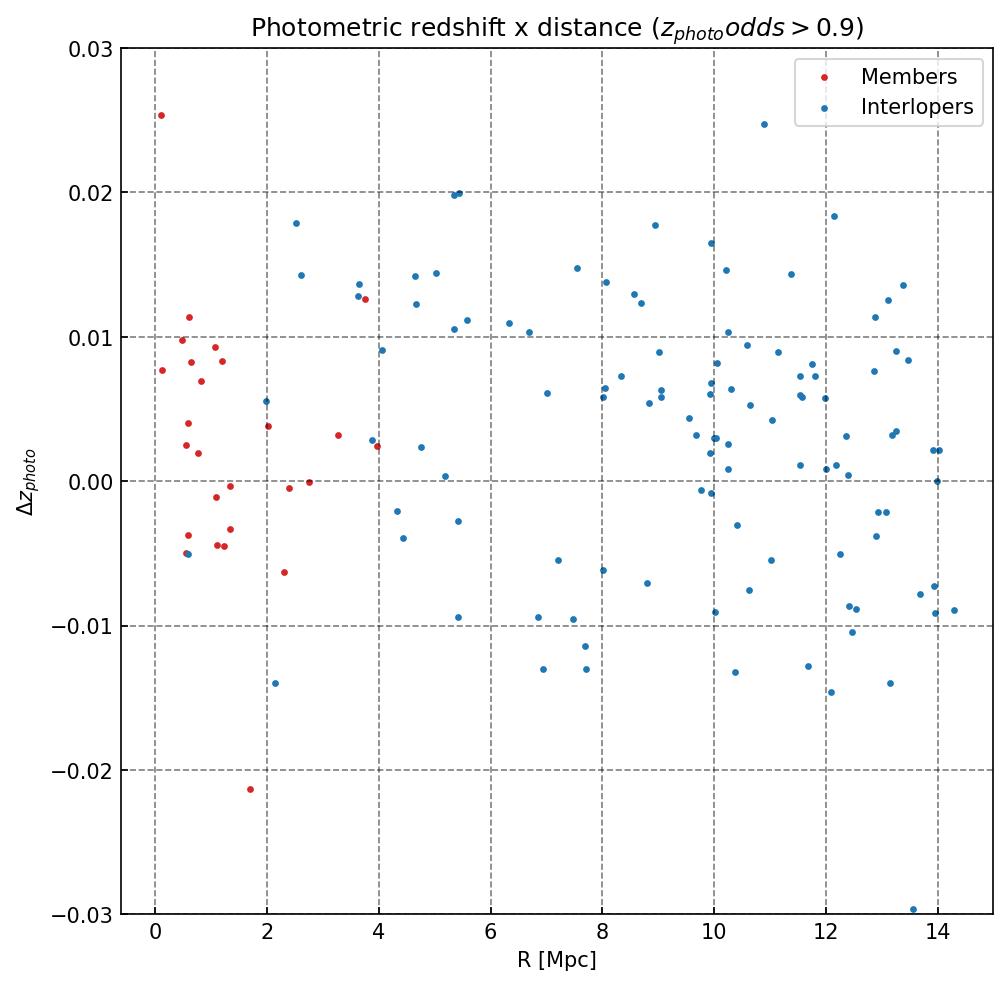 Photometric redshift x distance (z_photo odds > 0.9)
Members
Interlopers
0.03
0.02
0.01
0.00
−0.01
−0.02
−0.03
Δz_photo
0 2 4 6 8 10 12 14
R [Mpc]